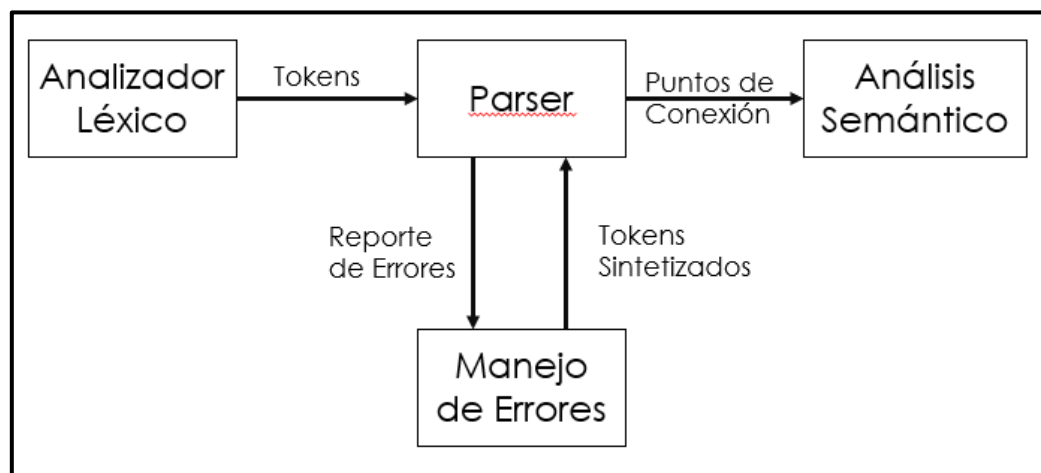 Analizador
Léxico
Tokens
Parser
Puntos de
Conexión
Análisis
Semántico
Reporte
de Errores
Tokens
Sintetizados
Manejo
de Errores